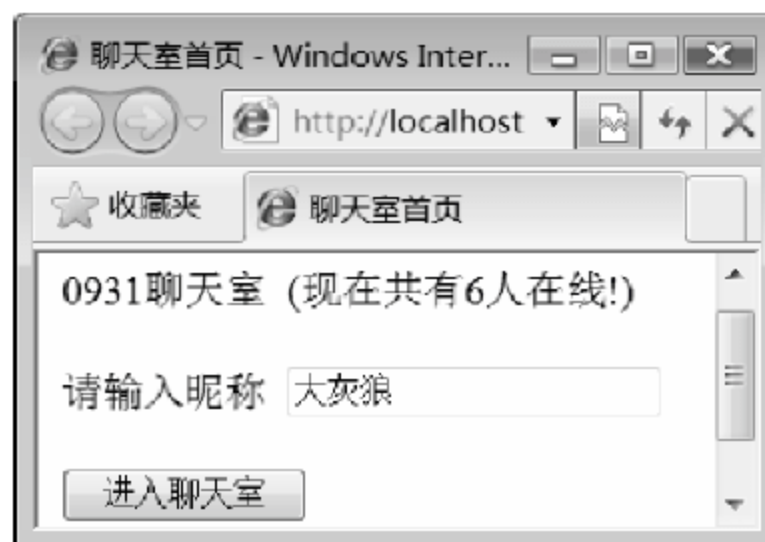 聊天室首页 - Windows Inter...
http://localhost
收藏夹
聊天室首页
0931聊天室 (现在共有6人在线!)
请输入昵称 大灰狼
进入聊天室